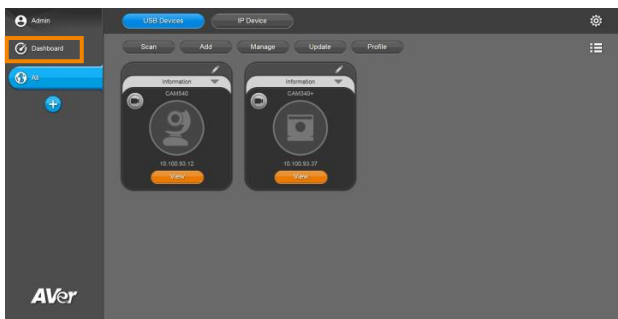 Admin
USB Devices
IP Device
Dashboard
Scan
Add
Manage
Update
Profile
All
Information
Information
CAM540
CAM340+
10.100.93.12
10.100.93.37
View
View
AVer